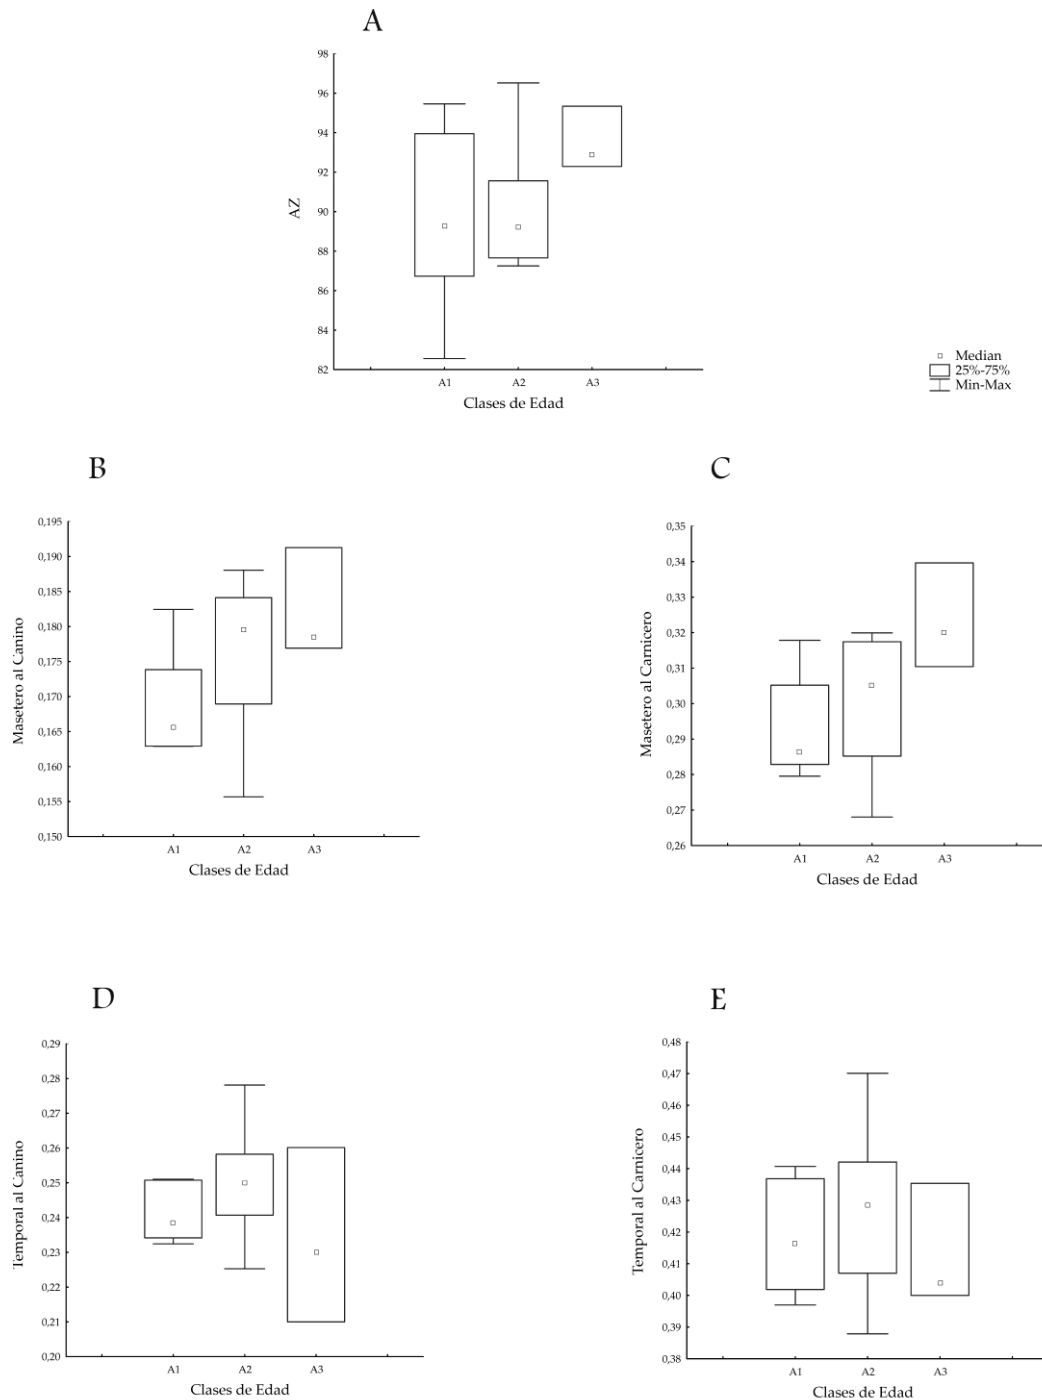 A
98
96
94
92
90
88
86
84
82
AZ
A1 A2 A3
Clases de Edad
Median
25%-75%
Min-Max
B
0,195
0,190
0,185
0,180
0,175
0,170
0,165
0,160
0,155
0,150
Masetero al Canino
A1 A2 A3
Clases de Edad
C
0,35
0,34
0,33
0,32
0,31
0,30
0,29
0,28
0,27
0,26
Masetero al Carnicero
A1 A2 A3
Clases de Edad
D
0,29
0,28
0,27
0,26
0,25
0,24
0,23
0,22
0,21
0,20
Temporal al Canino
A1 A2 A3
Clases de Edad
E
0,48
0,47
0,46
0,45
0,44
0,43
0,42
0,41
0,40
0,39
0,38
Temporal al Carnicero
A1 A2 A3
Clases de Edad